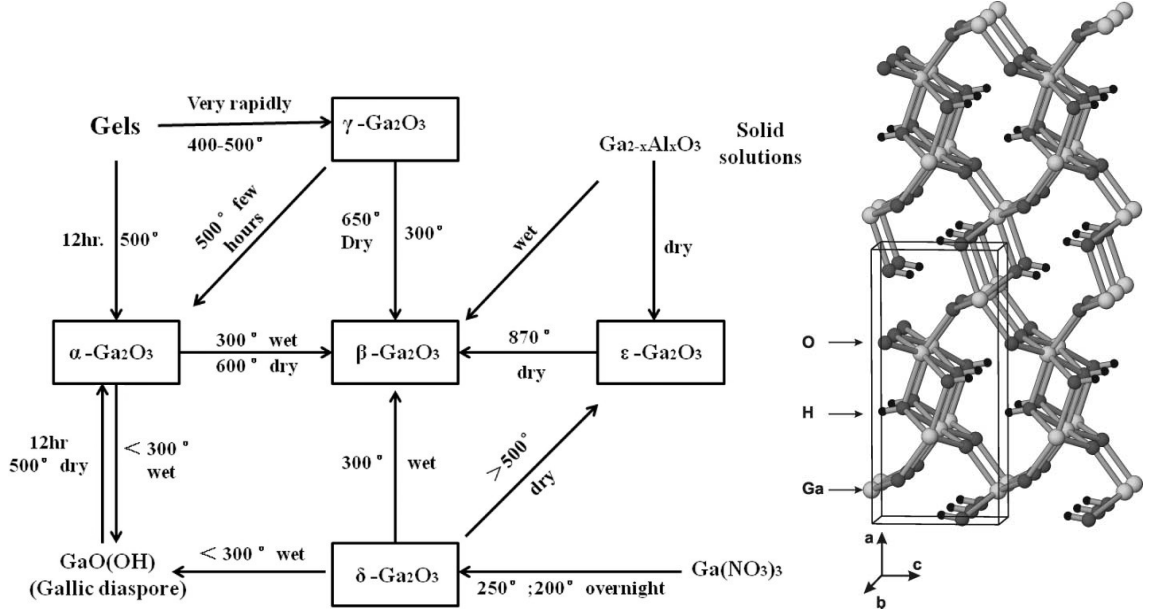 Very rapidly
Gels
400-500°
γ-Ga2O3
Ga2-xAlxO3
Solid
solutions
12hr. 500°
500° few
hours
650°
Dry
300°
wet
dry
α-Ga2O3
300° wet
600° dry
β-Ga2O3
870°
dry
ε-Ga2O3
12hr
500° dry
<300°
wet
300° wet
>500°
dry
GaO(OH)
(Gallic diaspore)
<300° wet
δ-Ga2O3
250° ;200° overnight
Ga(NO3)3
O
H
Ga
a
c
b